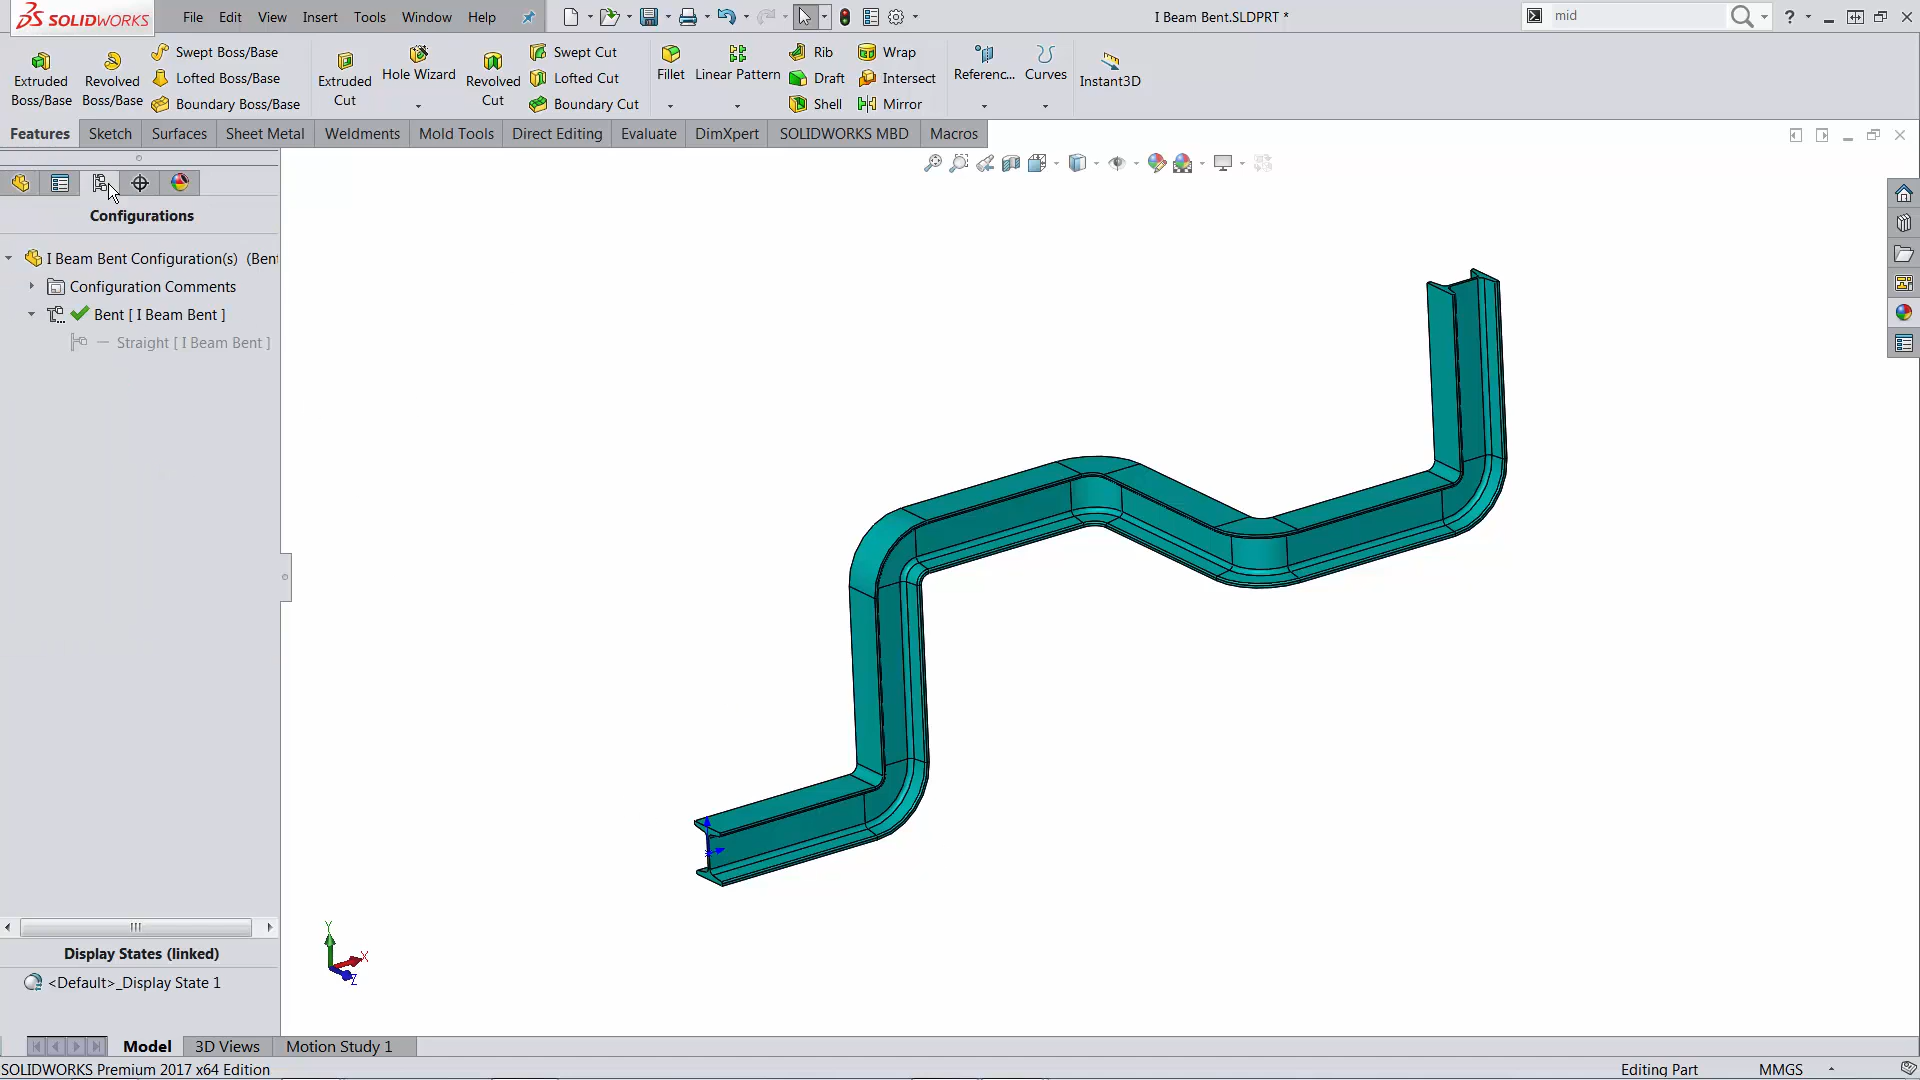 SOLIDWORKS File Edit View Insert Tools Window Help I Beam Bent.SLDPRT * mid ?
Extruded Boss/Base
Revolved Boss/Base
Swept Boss/Base
Lofted Boss/Base
Boundary Boss/Base
Extruded Cut
Hole Wizard
Revolved Cut
Swept Cut
Lofted Cut
Boundary Cut
Fillet
Linear Pattern
Rib
Draft
Shell
Wrap
Intersect
Mirror
Referenc...
Curves
Instant3D
Features Sketch Surfaces Sheet Metal Weldments Mold Tools Direct Editing Evaluate DimXpert SOLIDWORKS MBD Macros
Configurations
I Beam Bent Configuration(s) (Bent
Configuration Comments
Bent [ I Beam Bent ]
Straight [ I Beam Bent ]
Y
X
Z
Display States (linked)
<Default>_Display State 1
Model 3D Views Motion Study 1
SOLIDWORKS Premium 2017 x64 Edition Editing Part MMGS